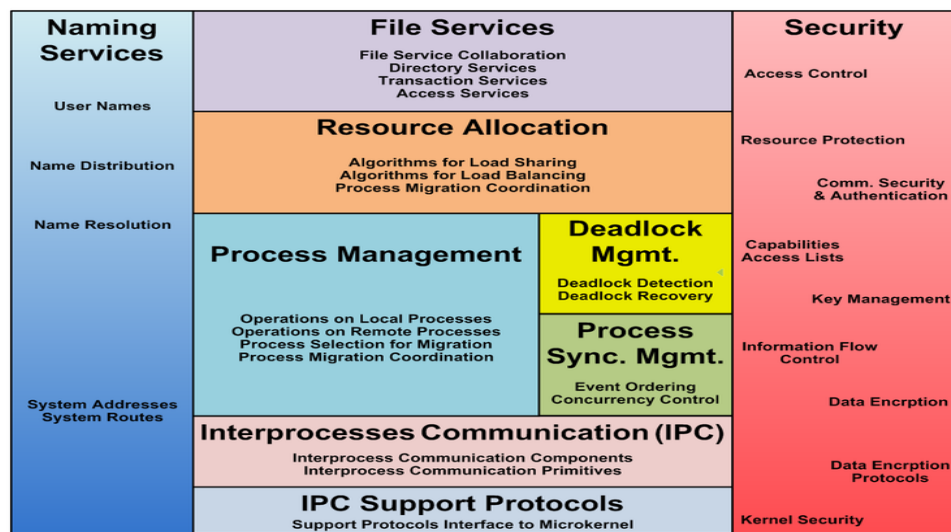 Naming
Services
User Names
Name Distribution
Name Resolution
System Addresses
System Routes
File Services
File Service Collaboration
Directory Services
Transaction Services
Access Services
Resource Allocation
Algorithms for Load Sharing
Algorithms for Load Balancing
Process Migration Coordination
Process Management
Operations on Local Processes
Operations on Remote Processes
Process Selection for Migration
Process Migration Coordination
Deadlock
Mgmt.
Deadlock Detection
Deadlock Recovery
Process
Sync. Mgmt.
Event Ordering
Concurrency Control
Interprocesses Communication (IPC)
Interprocess Communication Components
Interprocess Communication Primitives
IPC Support Protocols
Support Protocols Interface to Microkernel
Security
Access Control
Resource Protection
Comm. Security
& Authentication
Capabilities
Access Lists
Key Management
Information Flow
Control
Data Encrption
Data Encrption
Protocols
Kernel Security